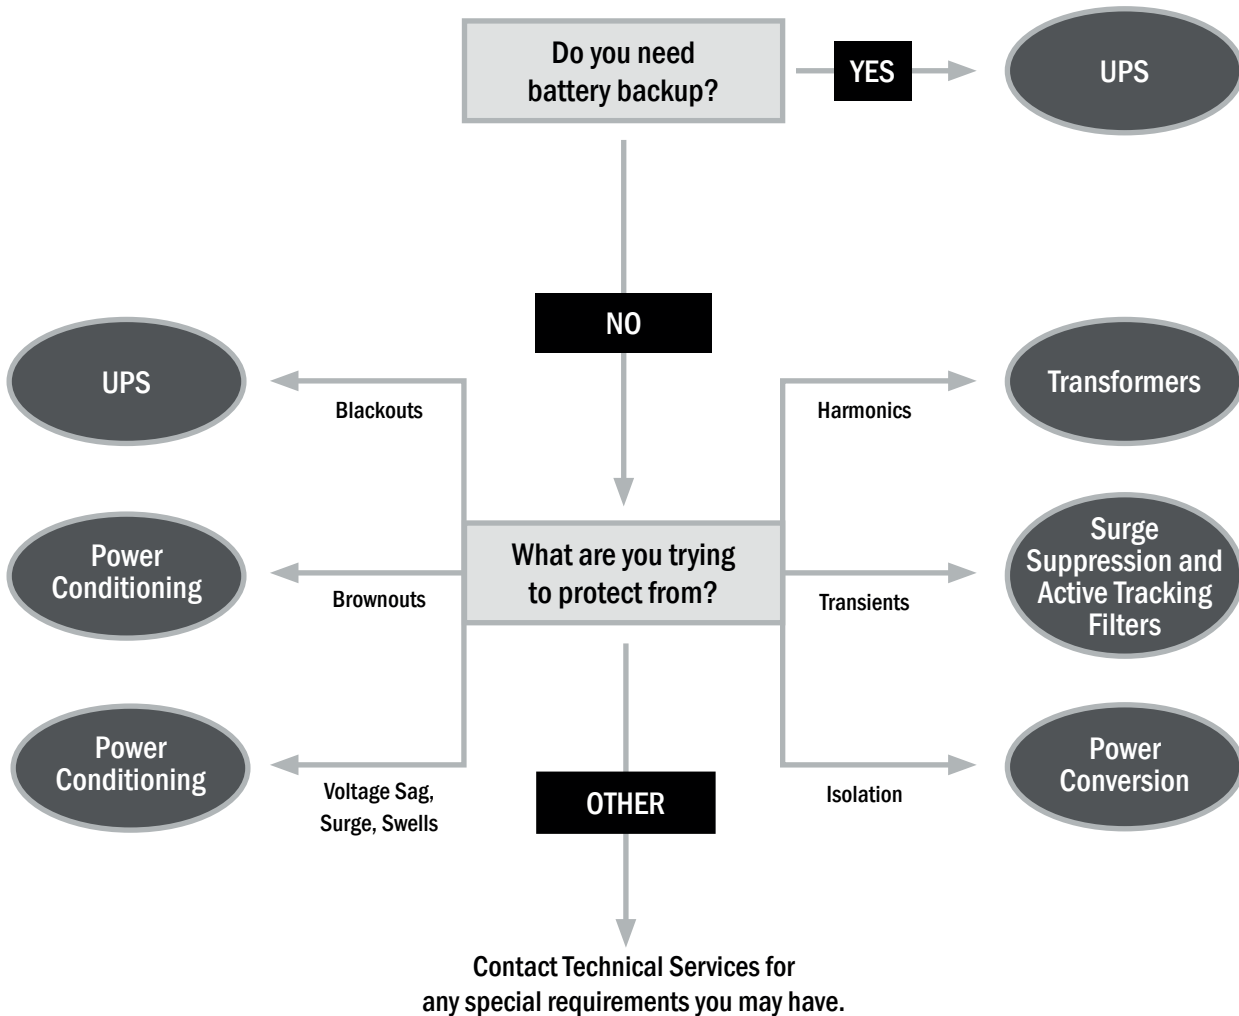 Do you need
battery backup?
YES
UPS
NO
UPS
Blackouts
Harmonics
Transformers
Power
Conditioning
Brownouts
What are you trying
to protect from?
Transients
Surge
Suppression and
Active Tracking
Filters
Power
Conditioning
Voltage Sag,
Surge, Swells
OTHER
Isolation
Power
Conversion
Contact Technical Services for
any special requirements you may have.